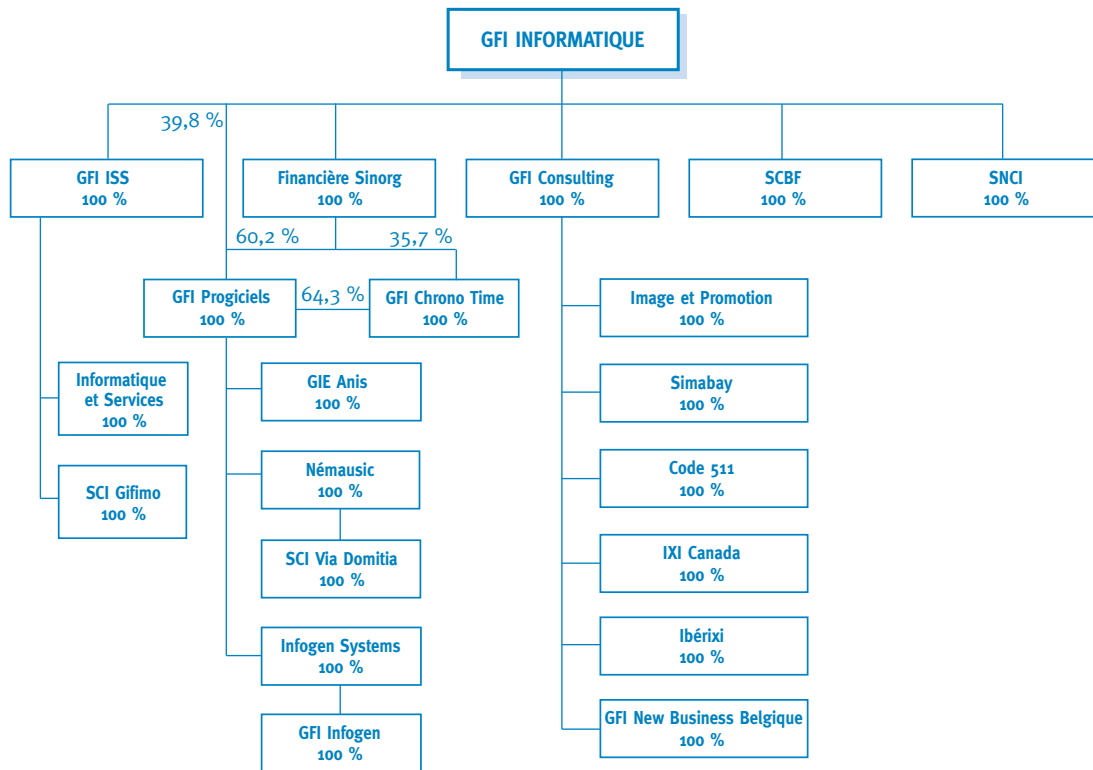 GFI INFORMATIQUE
39,8 %
GFI ISS
100 %
Financière Sinorg
100 %
GFI Consulting
100 %
SCBF
100 %
SNCI
100 %
60,2 %
35,7 %
GFI Progiciels
100 %
64,3 %
GFI Chrono Time
100 %
Image et Promotion
100 %
Informatique
et Services
100 %
GIE Anis
100 %
Simabay
100 %
SCI Gifimo
100 %
Némausic
100 %
Code 511
100 %
SCI Via Domitia
100 %
IXI Canada
100 %
Infogen Systems
100 %
Ibérixi
100 %
GFI Infogen
100 %
GFI New Business Belgique
100 %